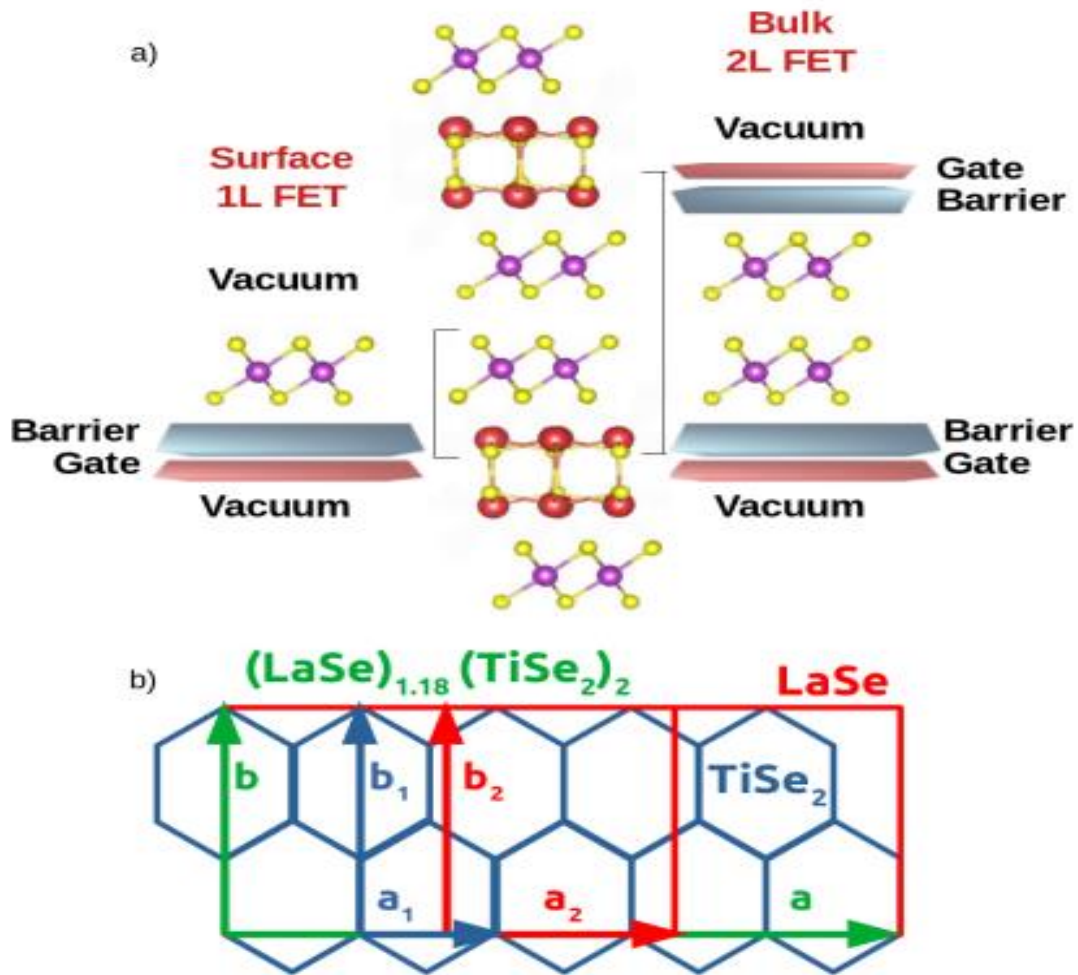 a)
Bulk
2L FET
Vacuum
Gate
Barrier
Surface
1L FET
Vacuum
Barrier
Gate
Vacuum
Barrier
Gate
Vacuum
b)
(LaSe)₁.₁₈ (TiSe₂)₂
LaSe
b b₁ b₂ TiSe₂
a₁ a₂ a